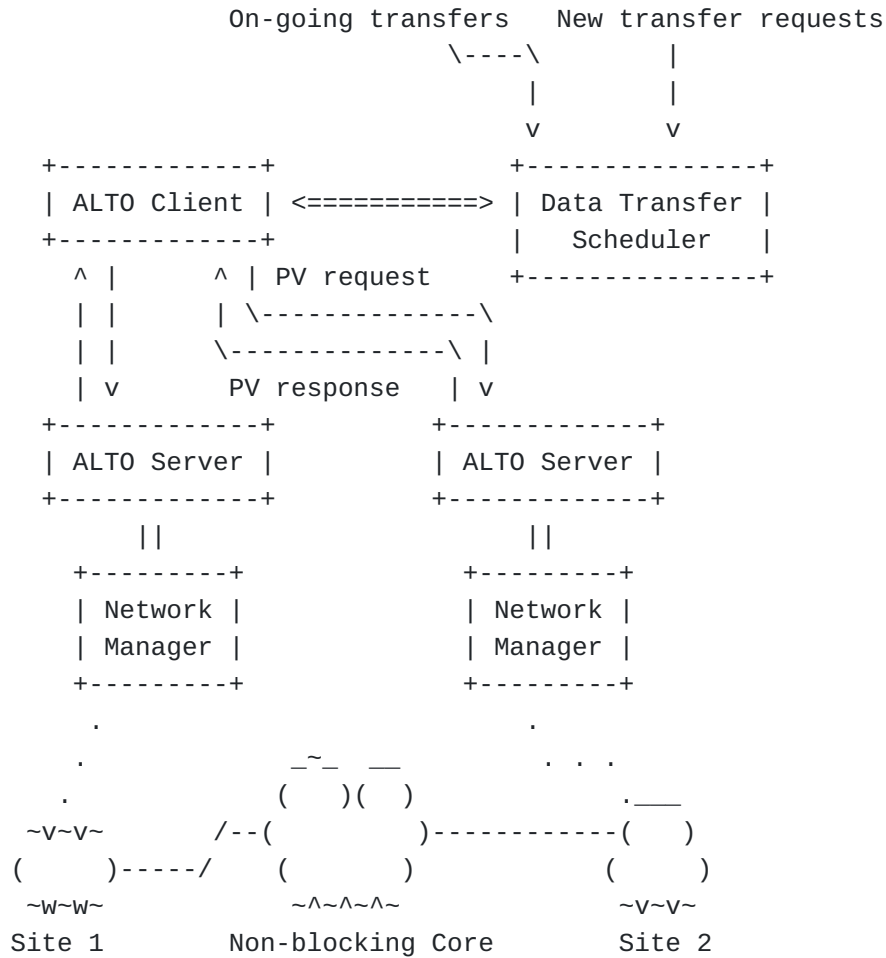 On-going transfers New transfer requests
ALTO Client Data Transfer
Scheduler
PV request
PV response
ALTO Server ALTO Server
Network Network
Manager Manager
Site 1 Non-blocking Core Site 2